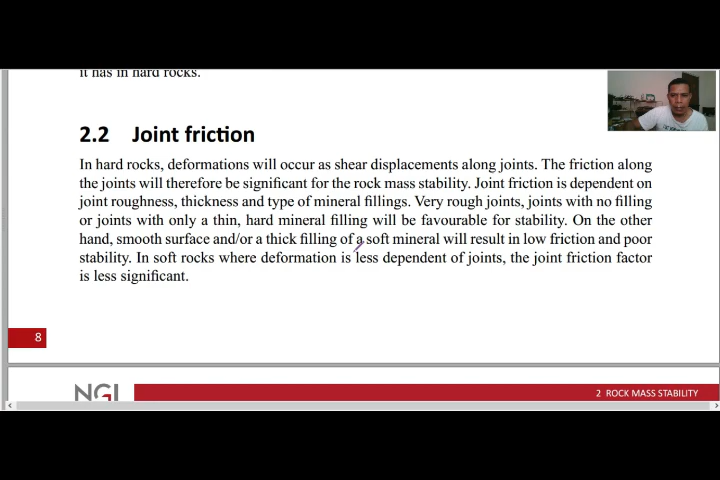 it has in hard rocks.
2.2 Joint friction
In hard rocks, deformations will occur as shear displacements along joints. The friction along
the joints will therefore be significant for the rock mass stability. Joint friction is dependent on
joint roughness, thickness and type of mineral fillings. Very rough joints, joints with no filling
or joints with only a thin, hard mineral filling will be favourable for stability. On the other
hand, smooth surface and/or a thick filling of a soft mineral will result in low friction and poor
stability. In soft rocks where deformation is less dependent of joints, the joint friction factor
is less significant.
8
NGI
2 ROCK MASS STABILITY